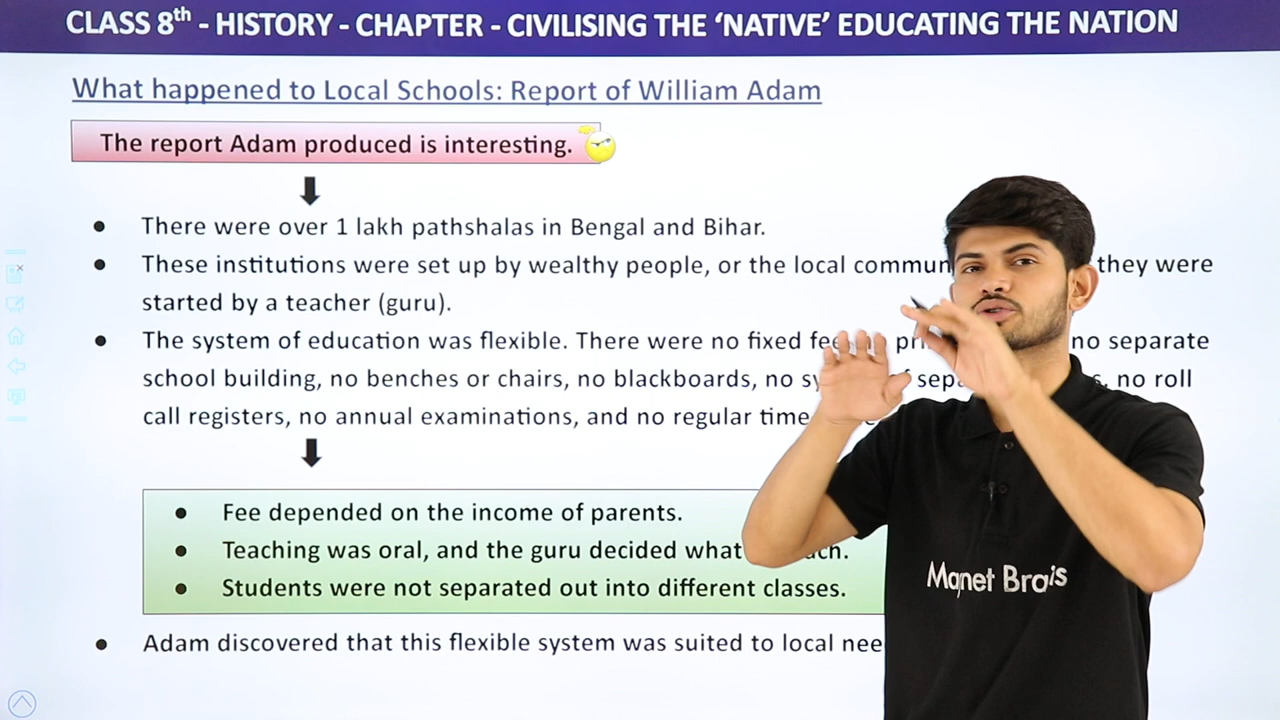 CLASS 8th - HISTORY - CHAPTER - CIVILISING THE ‘NATIVE’ EDUCATING THE NATION
What happened to Local Schools: Report of William Adam
The report Adam produced is interesting.
● There were over 1 lakh pathshalas in Bengal and Bihar.
● These institutions were set up by wealthy people, or the local they were
started by a teacher (guru).
● The system of education was flexible. There were no fixed no separate
school building, no benches or chairs, no blackboards, no no roll
call registers, no annual examinations, and no regular time
● Fee depended on the income of parents.
● Teaching was oral, and the guru decided what
● Students were not separated out into different classes.
● Adam discovered that this flexible system was suited to local
Magnet Brains